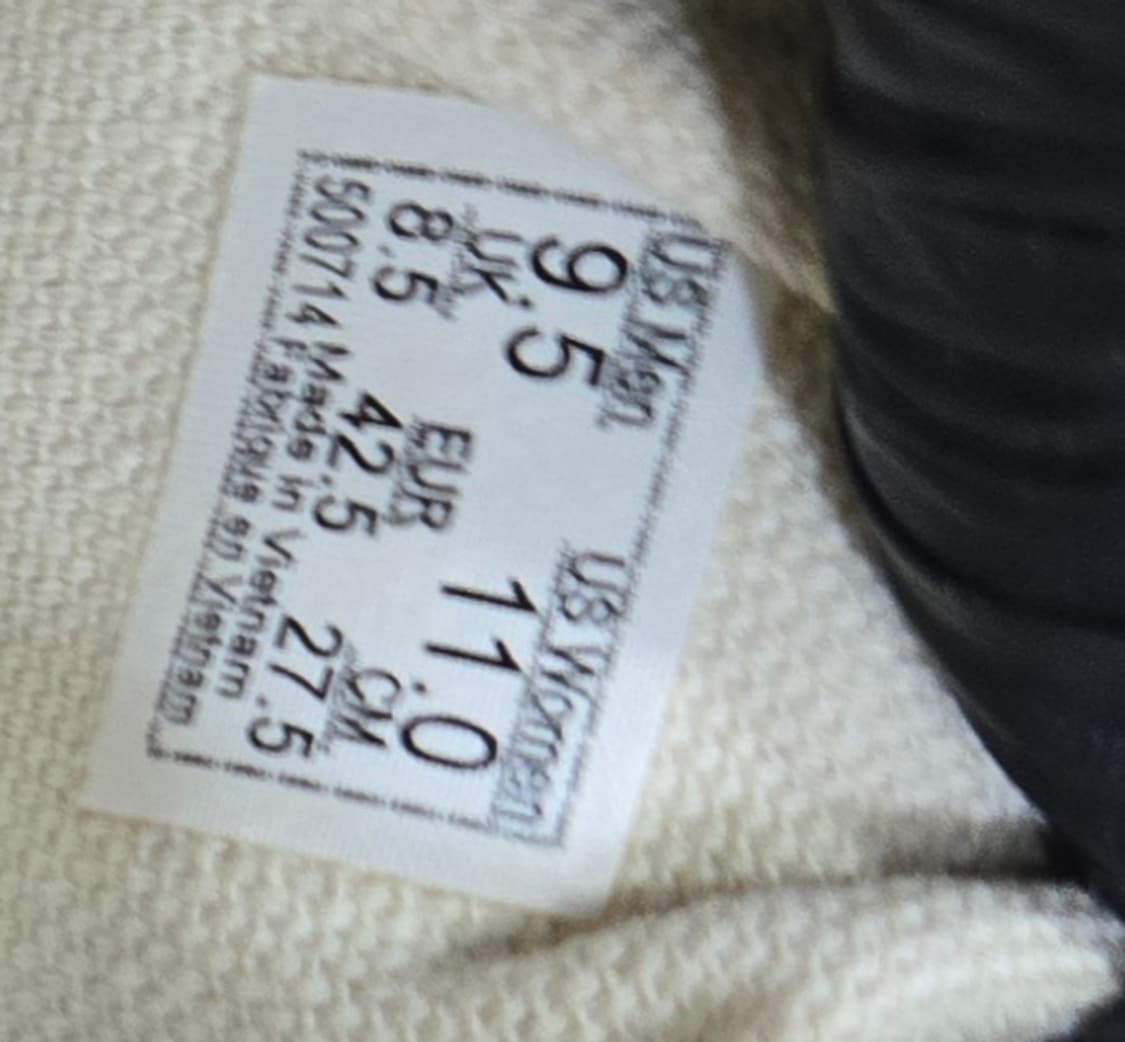 US Men US Women
9.5 11.0
UK EUR CM
8.5 42.5 27.5
500714 Made in Vietnam
Fabriqué en Vietnam